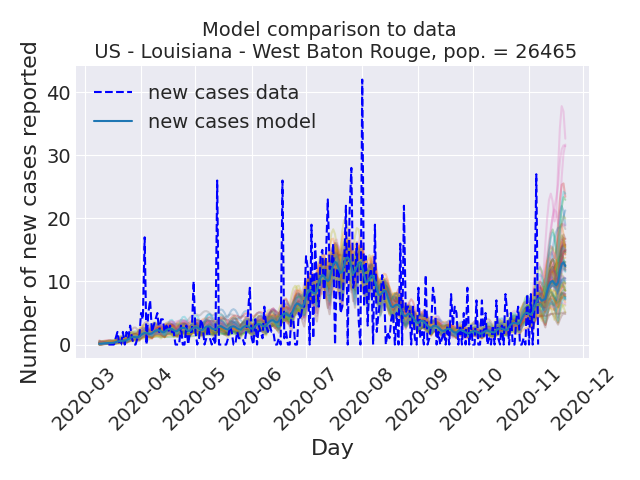 Model comparison to data
US - Louisiana - West Baton Rouge, pop. = 26465
Number of new cases reported
40
30
20
10
0
new cases data
new cases model
2020-03
2020-04
2020-05
2020-06
2020-07
2020-08
2020-09
2020-10
2020-11
2020-12
Day